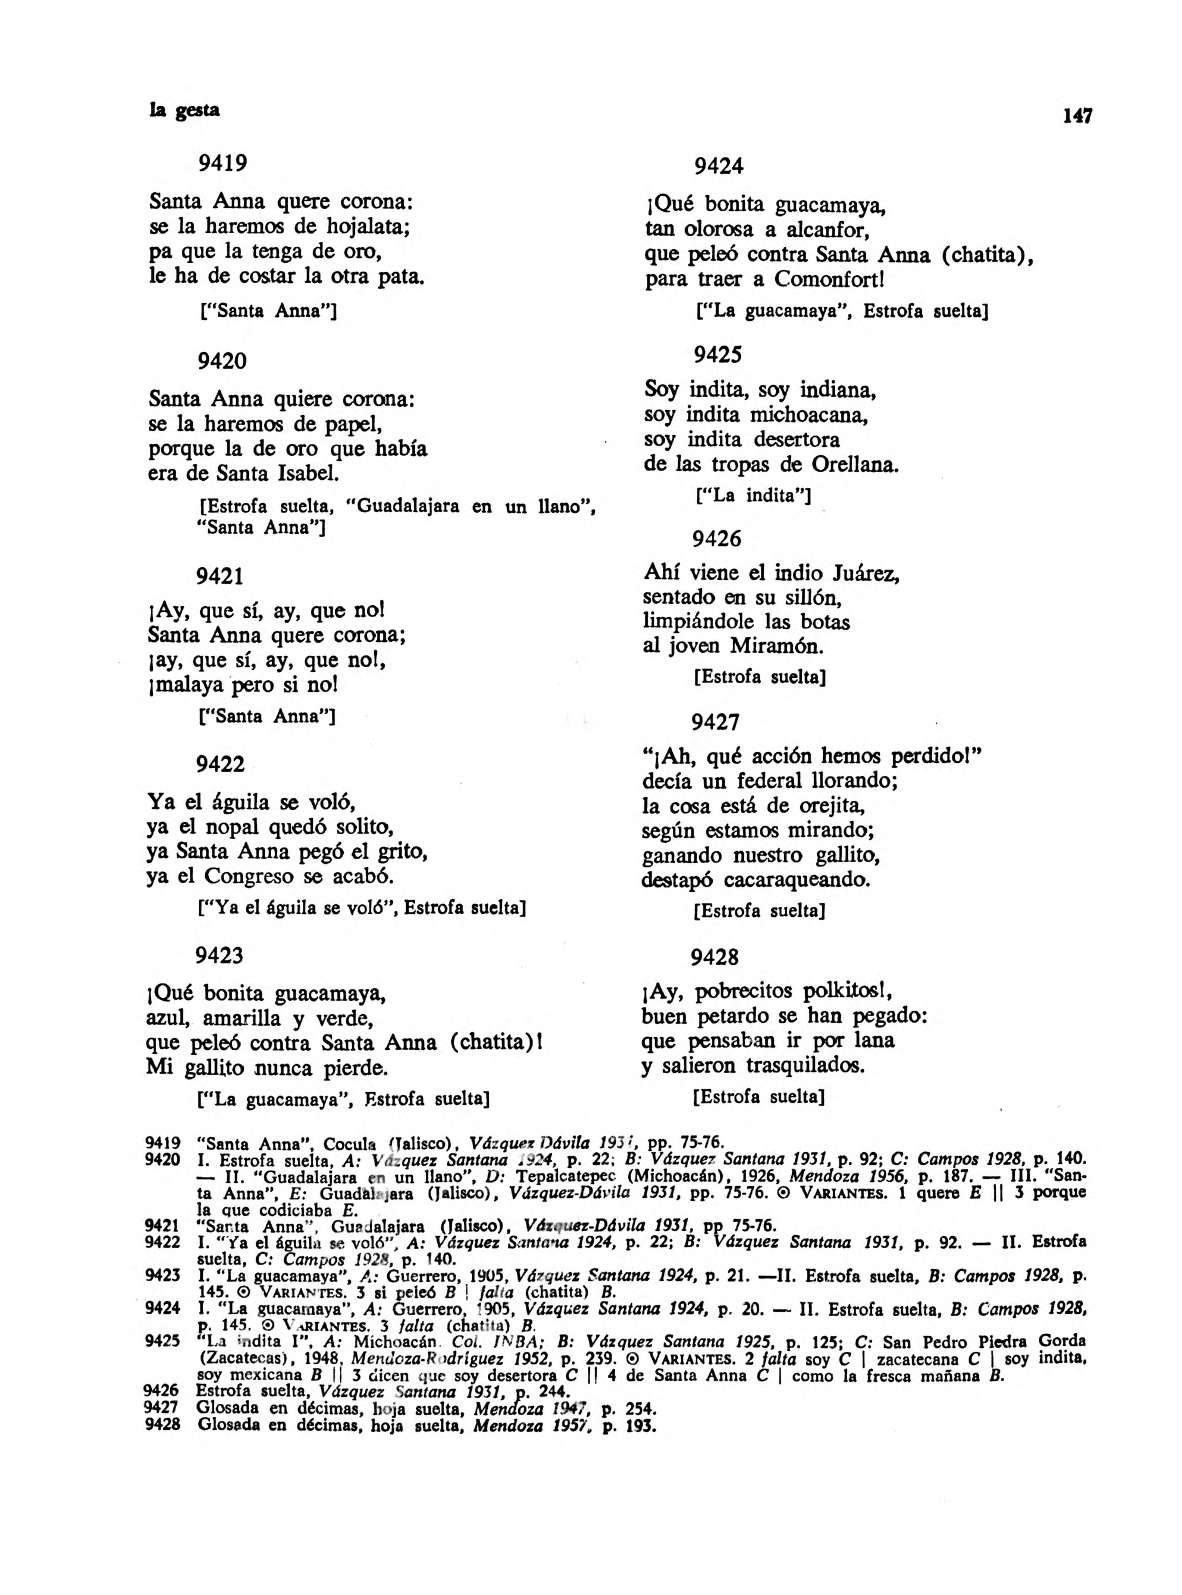 la gesta
147
9419
Santa Anna quere corona:
se la haremos de hojalata;
pa que la tenga de oro,
le ha de costar la otra pata.
["Santa Anna"]
9420
Santa Anna quiere corona:
se la haremos de papel,
porque la de oro que había
era de Santa Isabel.
[Estrofa suelta, "Guadalajara en un llano",
"Santa Anna"]
9421
¡Ay, que sí, ay, que no!
Santa Anna quere corona;
¡ay, que sí, ay, que no!,
¡malaya pero si no!
["Santa Anna"]
9422
Ya el águila se voló,
ya el nopal quedó solito,
ya Santa Anna pegó el grito,
ya el Congreso se acabó.
["Ya el águila se voló", Estrofa suelta]
9423
¡Qué bonita guacamaya,
azul, amarilla y verde,
que peleó contra Santa Anna (chatita)!
Mi gallito nunca pierde.
["La guacamaya", Estrofa suelta]
9424
¡Qué bonita guacamaya,
tan olorosa a alcanfor,
que peleó contra Santa Anna (chatita),
para traer a Comonfort!
["La guacamaya", Estrofa suelta]
9425
Soy indita, soy indiana,
soy indita michoacana,
soy indita desertora
de las tropas de Orellana.
["La indita"]
9426
Ahí viene el indio Juárez,
sentado en su sillón,
limpiándole las botas
al joven Miramón.
[Estrofa suelta]
9427
"¡Ah, qué acción hemos perdido!"
decía un federal llorando;
la cosa está de orejita,
según estamos mirando;
ganando nuestro gallito,
destapó cacaraqueando.
[Estrofa suelta]
9428
¡Ay, pobrecitos polkitos!,
buen petardo se han pegado:
que pensaban ir por lana
y salieron trasquilados.
[Estrofa suelta]
9419 "Santa Anna", Cocula (Jalisco), Vázquez Dávila 1931, pp. 75-76.
9420 I. Estrofa suelta, A: Vázquez Santana 1924, p. 22; B: Vázquez Santana 1931, p. 92; C: Campos 1928, p. 140.
— II. "Guadalajara en un llano", D: Tepalcatepec (Michoacán), 1926, Mendoza 1956, p. 187. — III. "San-
ta Anna", E: Guadalajara (Jalisco), Vázquez-Dávila 1931, pp. 75-76. ⊙ VARIANTES. 1 quere E || 3 porque
la que codiciaba E.
9421 "Santa Anna", Guadalajara (Jalisco), Vázquez-Dávila 1931, pp 75-76.
9422 I. "Ya el águila se voló", A: Vázquez Santana 1924, p. 22; B: Vázquez Santana 1931, p. 92. — II. Estrofa
suelta, C: Campos 1928, p. 140.
9423 I. "La guacamaya", A: Guerrero, 1905, Vázquez Santana 1924, p. 21. —II. Estrofa suelta, B: Campos 1928, p.
145. ⊙ VARIANTES. 3 si peleó B | falta (chatita) B.
9424 I. "La guacamaya", A: Guerrero, 1905, Vázquez Santana 1924, p. 20. — II. Estrofa suelta, B: Campos 1928,
p. 145. ⊙ VARIANTES. 3 falta (chatita) B.
9425 "La indita I", A: Michoacán. Col. INBA; B: Vázquez Santana 1925, p. 125; C: San Pedro Piedra Gorda
(Zacatecas), 1948, Mendoza-Rodríguez 1952, p. 239. ⊙ VARIANTES. 2 falta soy C | zacatecana C | soy indita,
soy mexicana B || 3 dicen que soy desertora C || 4 de Santa Anna C | como la fresca mañana B.
9426 Estrofa suelta, Vázquez Santana 1931, p. 244.
9427 Glosada en décimas, hoja suelta, Mendoza 1947, p. 254.
9428 Glosada en décimas, hoja suelta, Mendoza 1957, p. 193.